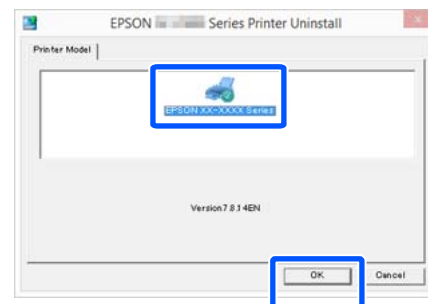 EPSON Series Printer Uninstall
Printer Model
EPSON XX-XXXX Series
Version7.8.14EN
OK
Cancel